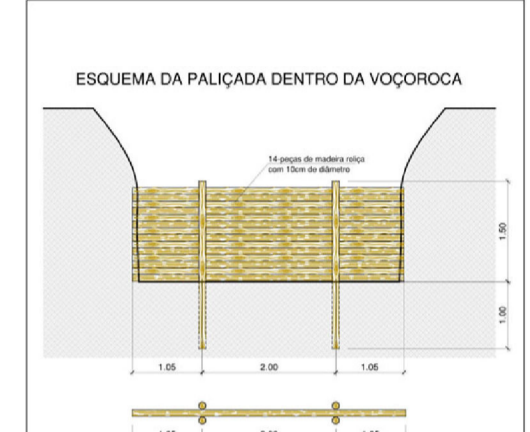 ESQUEMA DA PALIÇADA DENTRO DA VOÇOROCA
14-peças de madeira roliça
com 10cm de diâmetro
1.50
1.00
1.05 2.00 1.05